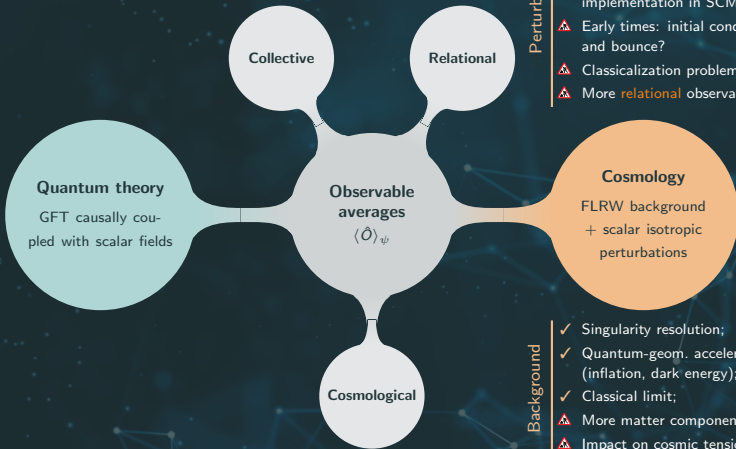 implementation in SCM
Perturb
Early times: initial cond
and bounce?
Classicalization problem
More relational observa
Collective
Relational
Quantum theory
GFT causally cou-
pled with scalar fields
Observable
averages
⟨Ô⟩ψ
Cosmology
FLRW background
+ scalar isotropic
perturbations
Cosmological
Background
✓ Singularity resolution;
✓ Quantum-geom. acceler
(inflation, dark energy);
✓ Classical limit;
More matter componen
Impact on cosmic tensi